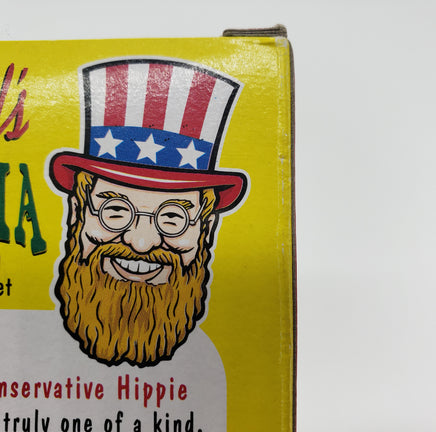 's
IA
et
nservative Hippie
truly one of a kind.